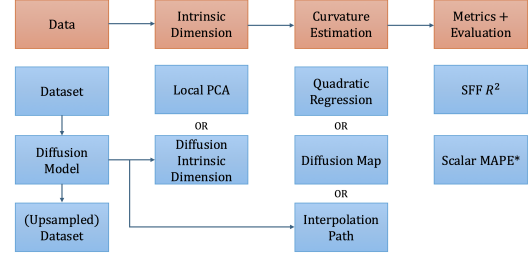 Data
Intrinsic
Dimension
Curvature
Estimation
Metrics +
Evaluation
Dataset
Local PCA
Quadratic
Regression
SFF R²
OR
OR
Diffusion
Model
Diffusion
Intrinsic
Dimension
Diffusion Map
Scalar MAPE*
OR
(Upsampled)
Dataset
Interpolation
Path